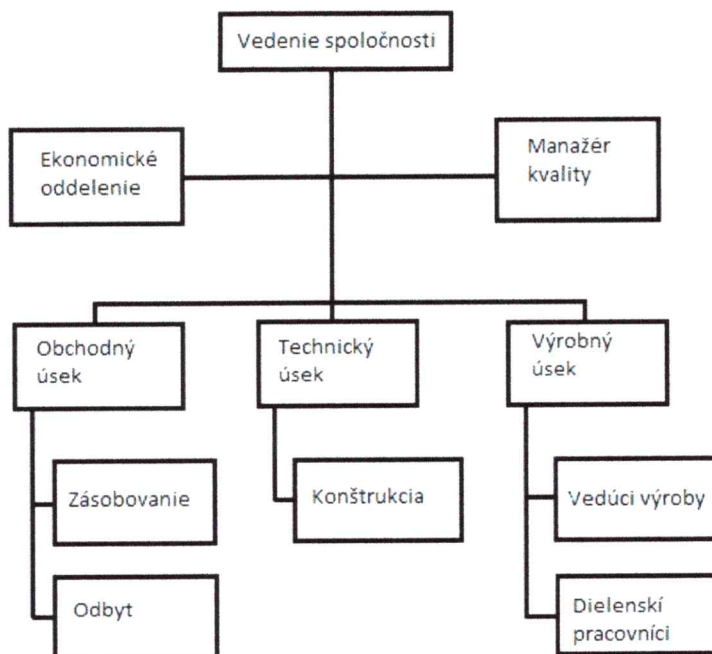 Vedenie spoločnosti
Ekonomické
oddelenie
Manažér
kvality
Obchodný
úsek
Technický
úsek
Výrobný
úsek
Zásobovanie
Konštrukcia
Vedúci výroby
Odbyt
Dielenskí
pracovníci